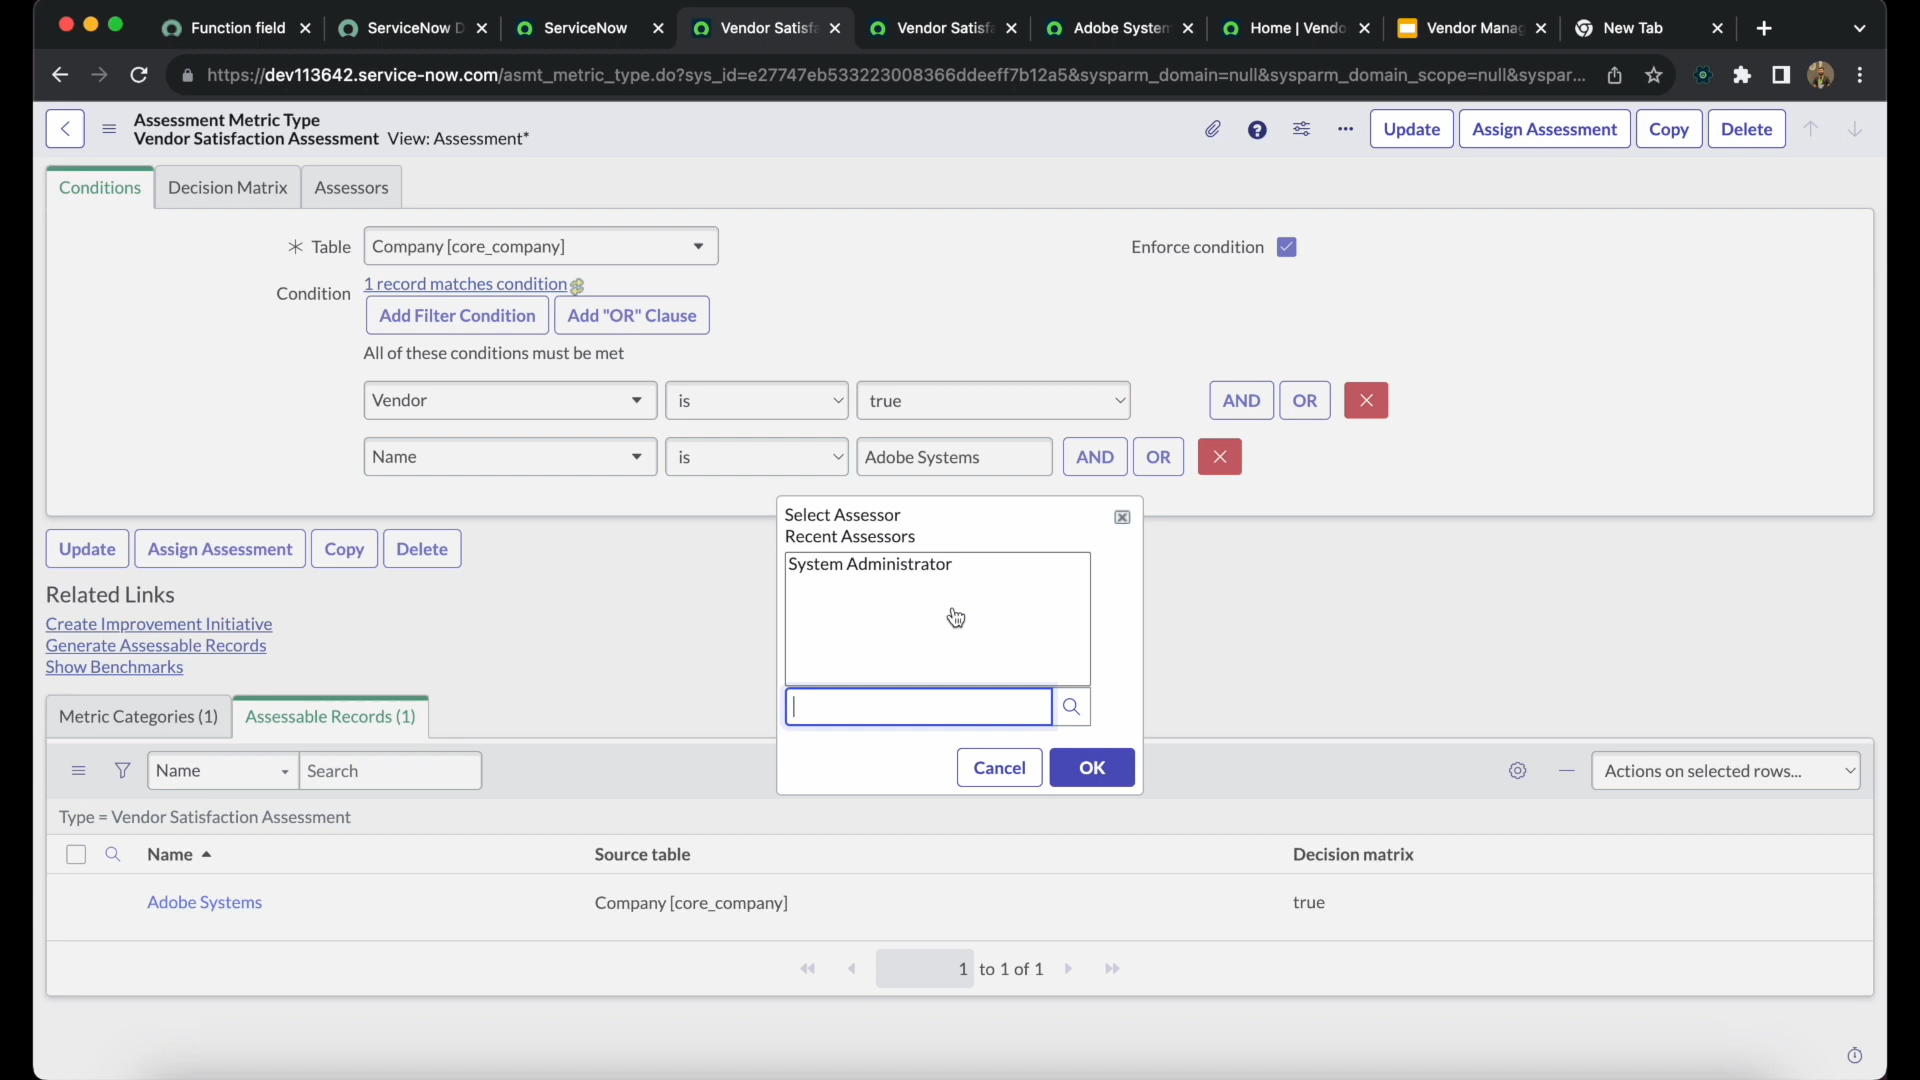 Function field
ServiceNow D
ServiceNow
Vendor Satisfa
Vendor Satisfa
Adobe System
Home | Vendo
Vendor Manag
New Tab
https://dev113642.service-now.com/asmt_metric_type.do?sys_id=e27747eb533223008366ddeeff7b12a5&sysparm_domain=null&sysparm_domain_scope=null&syspar...
Assessment Metric Type
Vendor Satisfaction Assessment View: Assessment*
Update
Assign Assessment
Copy
Delete
Conditions
Decision Matrix
Assessors
Table
Company [core_company]
Enforce condition
Condition
1 record matches condition
Add Filter Condition
Add "OR" Clause
All of these conditions must be met
Vendor
is
true
AND
OR
Name
is
Adobe Systems
AND
OR
Select Assessor
Recent Assessors
System Administrator
Cancel
OK
Update
Assign Assessment
Copy
Delete
Related Links
Create Improvement Initiative
Generate Assessable Records
Show Benchmarks
Metric Categories (1)
Assessable Records (1)
Name
Search
Actions on selected rows...
Type = Vendor Satisfaction Assessment
Name
Source table
Decision matrix
Adobe Systems
Company [core_company]
true
1 to 1 of 1